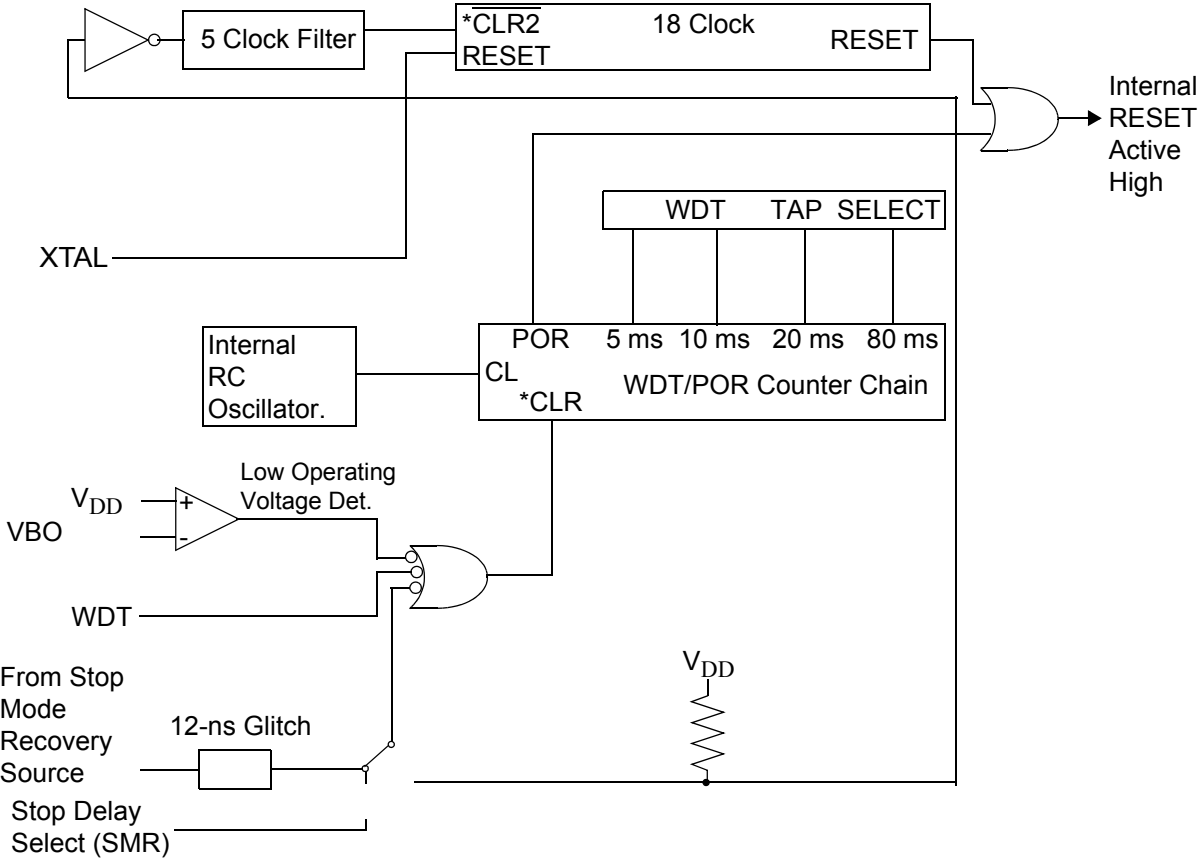 5 Clock Filter
*CLR2
18 Clock
RESET
RESET
Internal
RESET
Active
High
WDT TAP SELECT
XTAL
Internal
RC
Oscillator.
POR 5 ms 10 ms 20 ms 80 ms
CL
WDT/POR Counter Chain
*CLR
Low Operating
Voltage Det.
VDD
+
VBO
-
WDT
From Stop
Mode
Recovery
Source
12-ns Glitch
VDD
Stop Delay
Select (SMR)